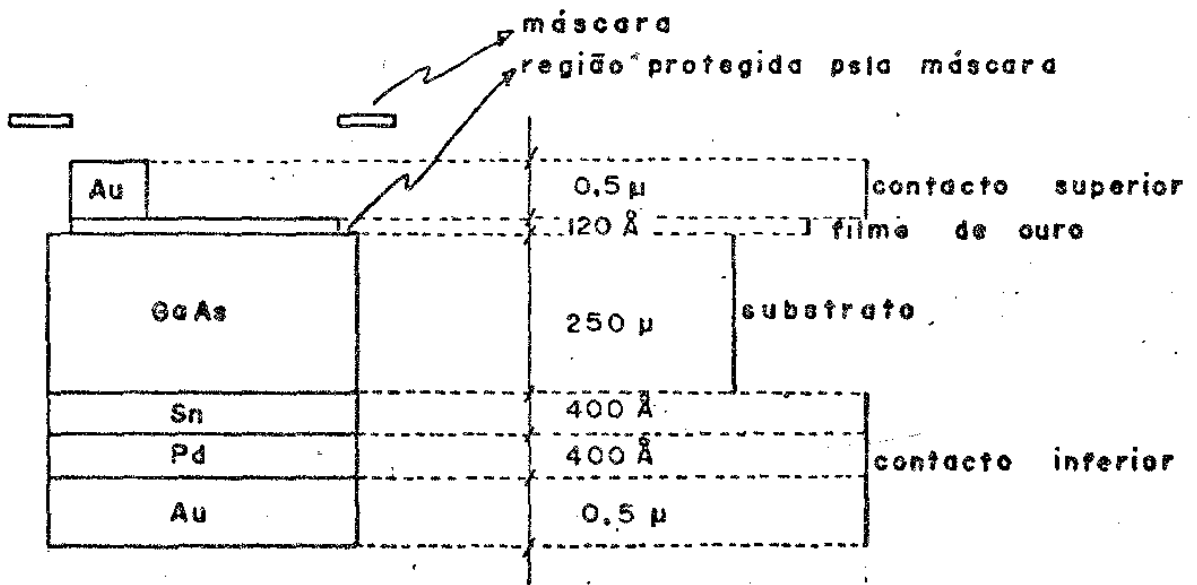 máscara
região protegida psla máscara
Au
0,5 µ
contacto superior
120 Å
filme de ouro
GaAs
250 µ
substrato
Sn
400 Å
Pd
400 Å
contacto inferior
Au
0,5 µ